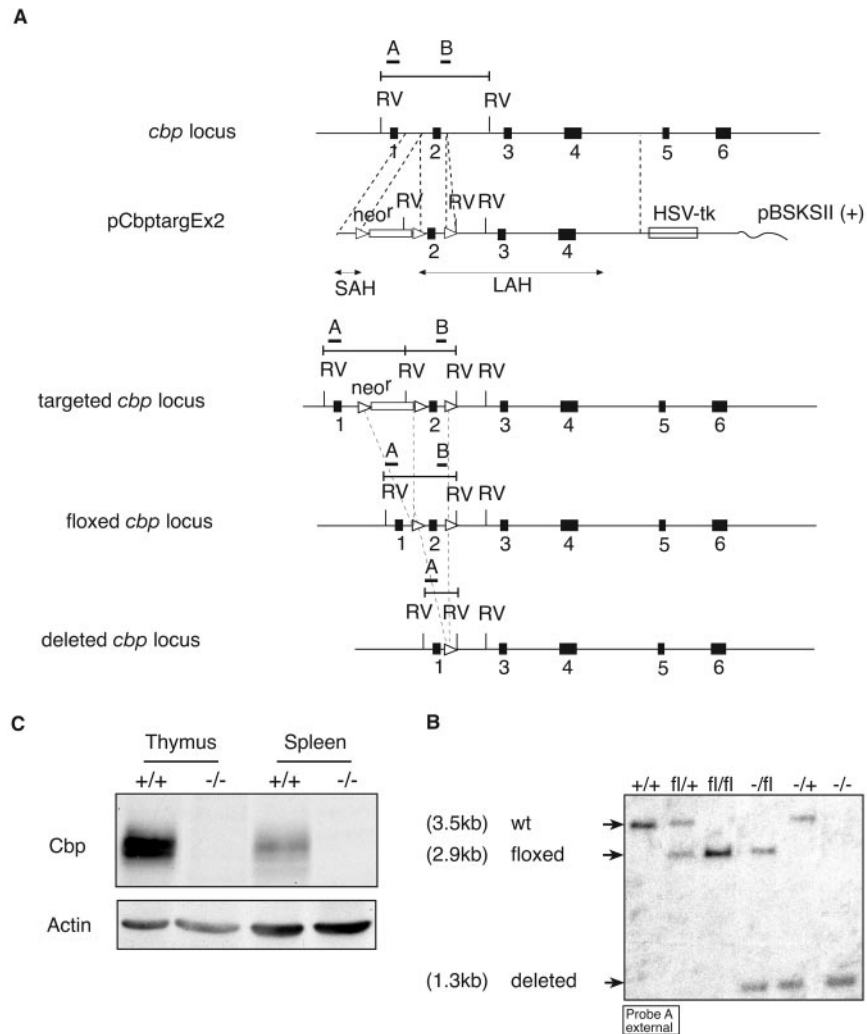 A
A B
RV RV
cbp locus
1 2 3 4 5 6
pCbptargEx2
neor RV RV RV HSV-tk pBSKSII (+)
2 3 4
SAH LAH
A B
RV neor RV RV RV
targeted cbp locus
1 2 3 4 5 6
A B
RV RV RV
floxed cbp locus
1 2 3 4 5 6
A
RV RV RV
deleted cbp locus
1 3 4 5 6
C
Thymus Spleen
+/+ -/- +/+ -/-
Cbp
Actin
B
+/+ fl/+ fl/fl -/fl -/+ -/-
(3.5kb) wt
(2.9kb) floxed
(1.3kb) deleted
Probe A
external